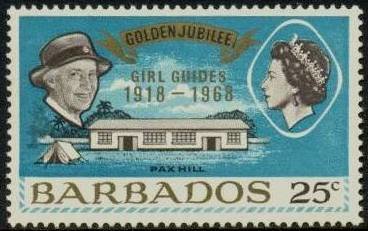 GOLDEN JUBILEE
GIRL GUIDES
1918-1968
PAX HILL
BARBADOS 25c